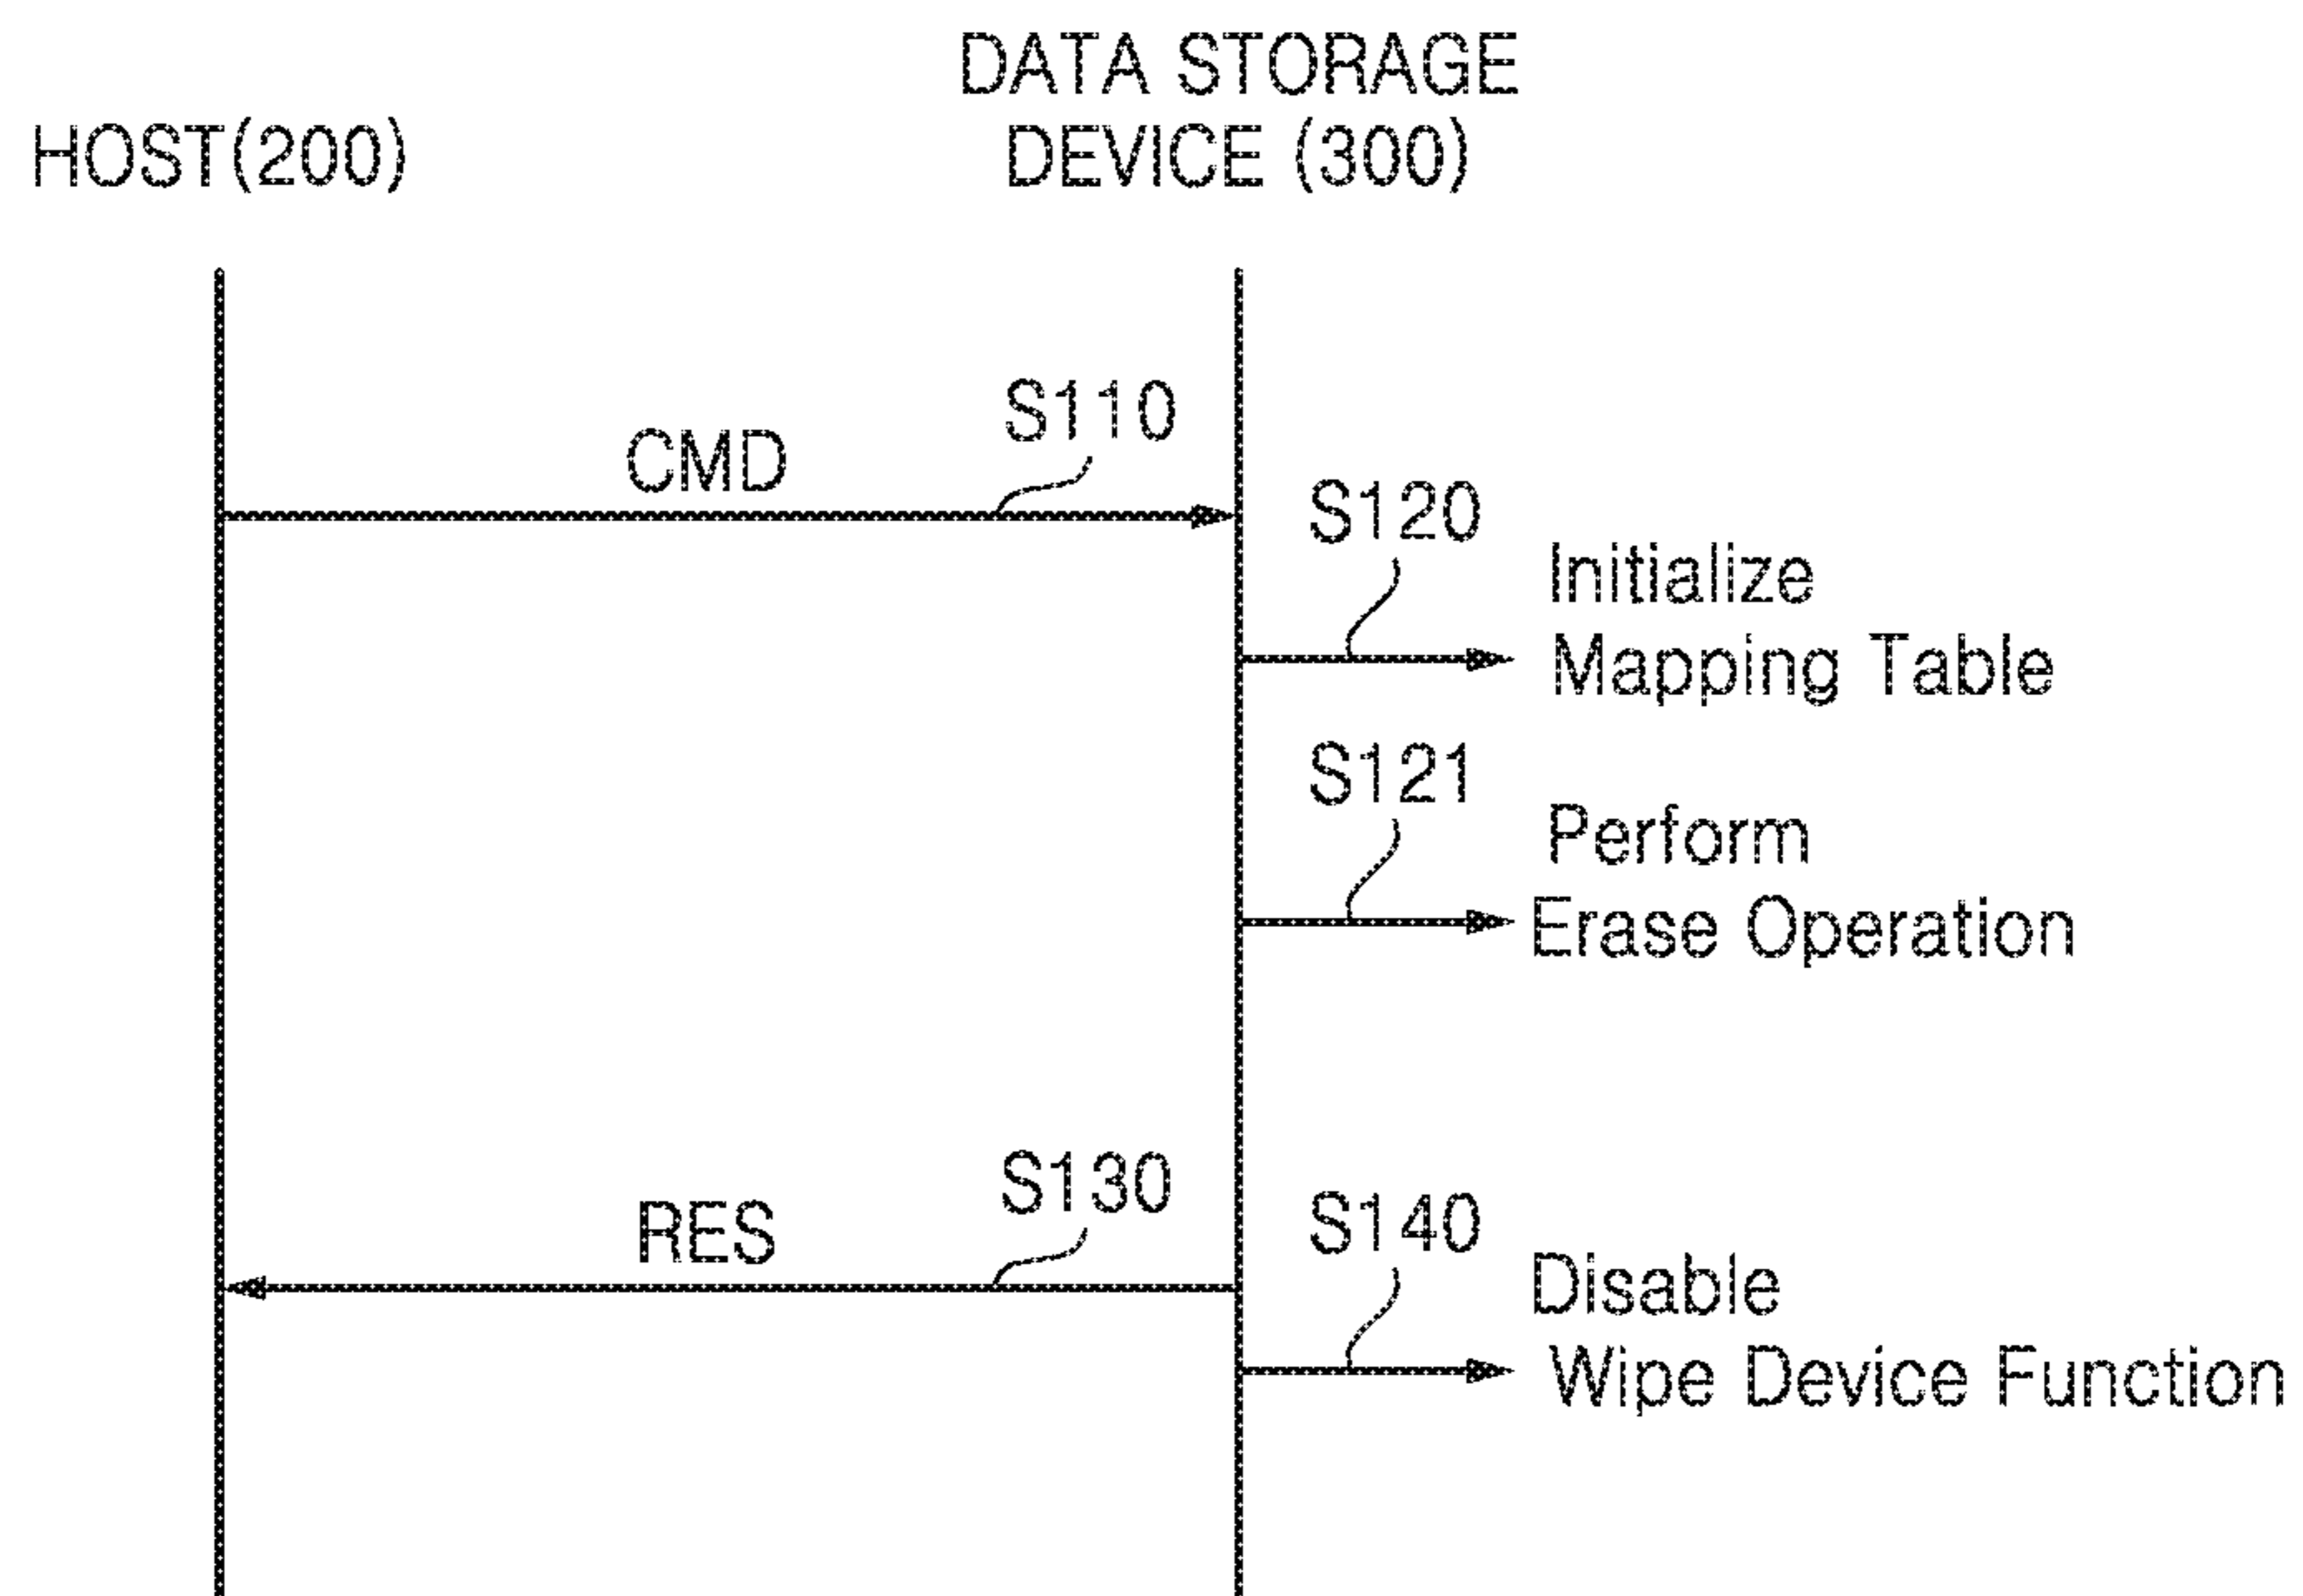 DATA STORAGE
HOST(200)
DEVICE (300)
S110
CMD
S120
Initialize
Mapping Table
S121
Perform
Erase Operation
S130
RES
S140
Disable
Wipe Device Function